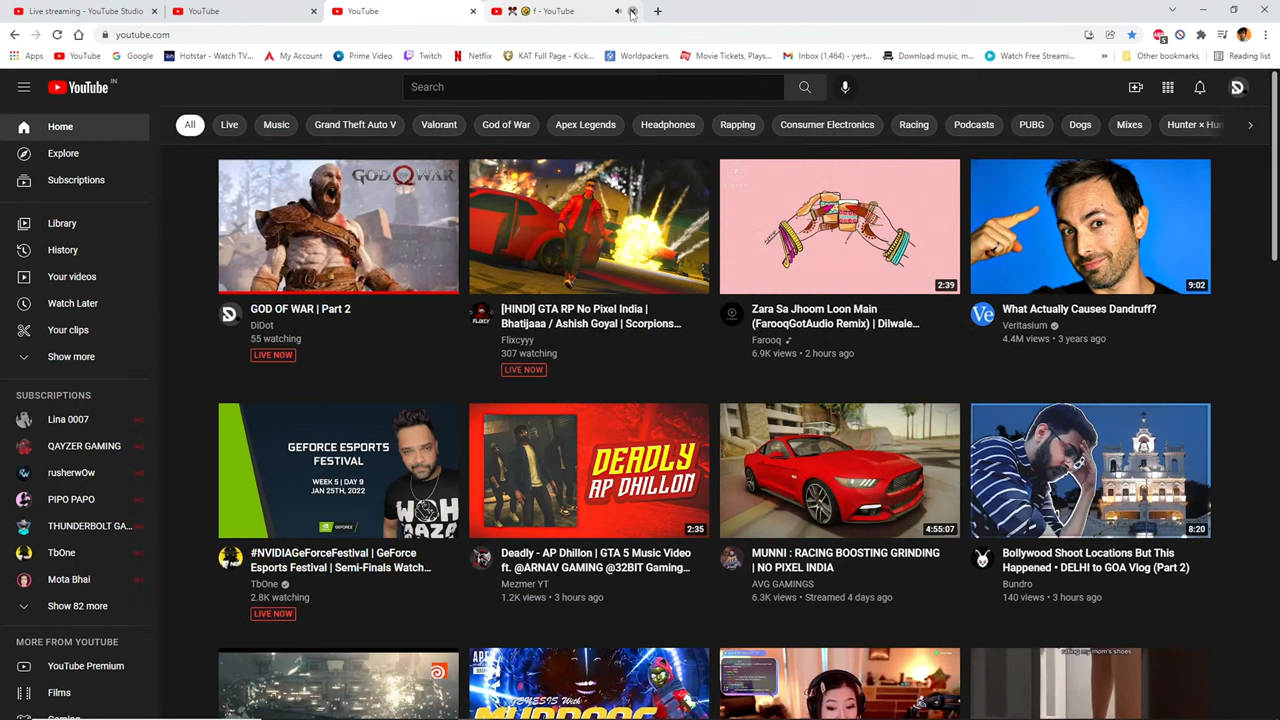 Live streaming - YouTube Studio
YouTube
YouTube
f - YouTube
youtube.com
Apps
YouTube
Google
Hotstar - Watch TV...
My Account
Prime Video
Twitch
Netflix
KAT Full Page - Kick...
Worldpackers
Movie Tickets, Plays...
Inbox (1,464) - yert...
Download music, m...
Watch Free Streami...
»
Other bookmarks
Reading list
YouTube IN
Search
All
Live
Music
Grand Theft Auto V
Valorant
God of War
Apex Legends
Headphones
Rapping
Consumer Electronics
Racing
Podcasts
PUBG
Dogs
Mixes
Hunter × Hun
Home
Explore
Subscriptions
Library
History
Your videos
Watch Later
Your clips
Show more
SUBSCRIPTIONS
Lina 0007
QAYZER GAMING
rusherwOw
PIPO PAPO
THUNDERBOLT GA...
TbOne
Mota Bhai
Show 82 more
MORE FROM YOUTUBE
YouTube Premium
Films
GOD OF WAR
GOD OF WAR | Part 2
DiDot
55 watching
LIVE NOW
[HINDI] GTA RP No Pixel India |
Bhatijaaa / Ashish Goyal | Scorpions...
Flixcyyy
307 watching
LIVE NOW
2:39
Zara Sa Jhoom Loon Main
(FarooqGotAudio Remix) | Dilwale...
Farooq
6.9K views • 2 hours ago
9:02
What Actually Causes Dandruff?
Veritasium
4.4M views • 3 years ago
GEFORCE ESPORTS
FESTIVAL
WEEK 5 | DAY 9
JAN 25TH, 2022
NVIDIA GEFORCE
#NVIDIAGeForceFestival | GeForce
Esports Festival | Semi-Finals Watch...
TbOne
2.8K watching
LIVE NOW
DEADLY
AP DHILLON
2:35
Deadly - AP Dhillon | GTA 5 Music Video
ft. @ARNAV GAMING @32BIT Gaming...
Mezmer YT
1.2K views • 3 hours ago
4:55:07
MUNNI : RACING BOOSTING GRINDING
| NO PIXEL INDIA
AVG GAMINGS
6.3K views • Streamed 4 days ago
8:20
Bollywood Shoot Locations But This
Happened • DELHI to GOA Vlog (Part 2)
Bundro
140 views • 3 hours ago